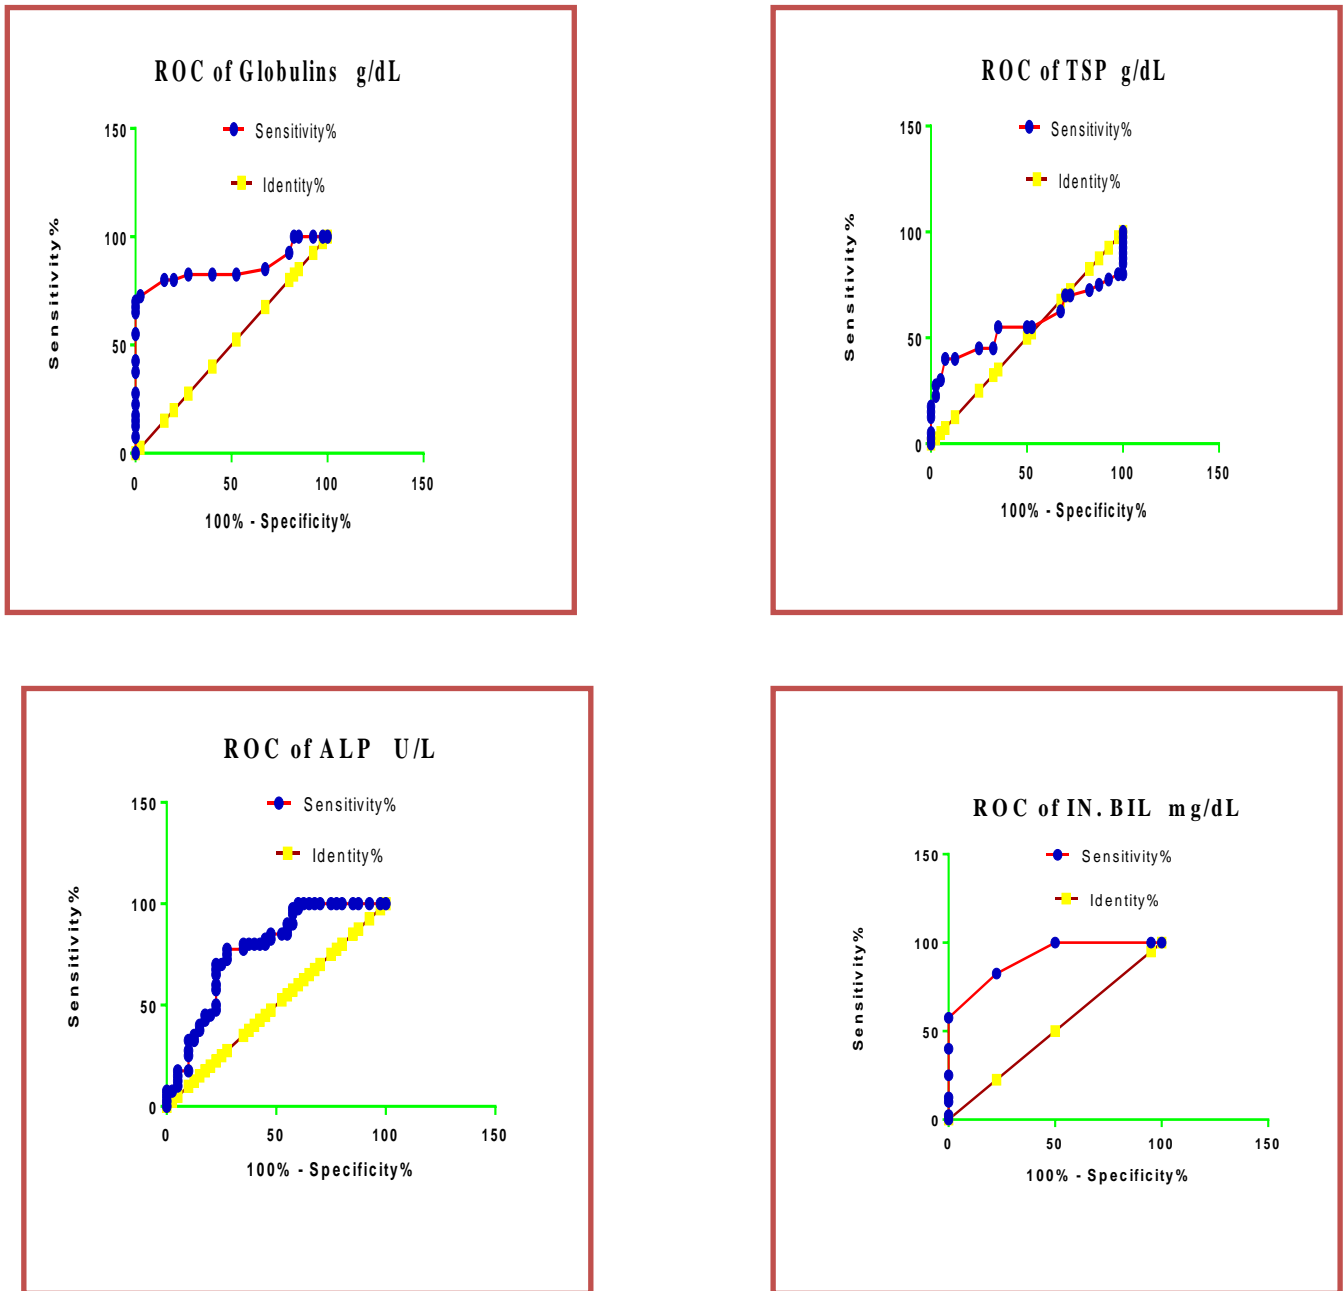 ROC of Globulins g/dL
Sensitivity%
Identity%
150
100
50
0
Sensitivity%
0 50 100 150
100% - Specificity%
ROC of TSP g/dL
Sensitivity%
Identity%
150
100
50
0
Sensitivity%
0 50 100 150
100% - Specificity%
ROC of ALP U/L
Sensitivity%
Identity%
150
100
50
0
Sensitivity%
0 50 100 150
100% - Specificity%
ROC of IN. BIL mg/dL
Sensitivity%
Identity%
150
100
50
0
Sensitivity%
0 50 100 150
100% - Specificity%